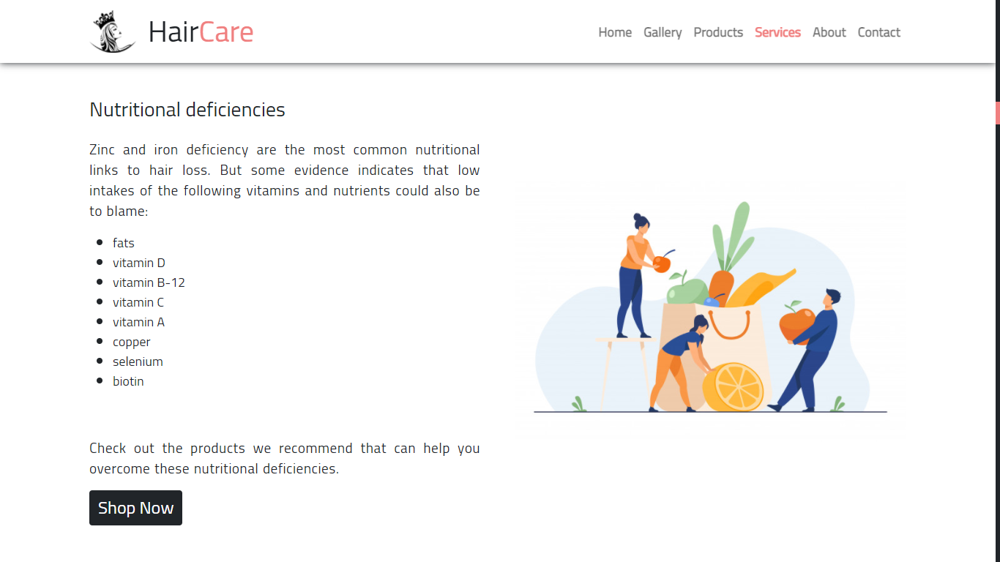 HairCare
Home Gallery Products Services About Contact
Nutritional deficiencies
Zinc and iron deficiency are the most common nutritional
links to hair loss. But some evidence indicates that low
intakes of the following vitamins and nutrients could also be
to blame:
fats
vitamin D
vitamin B-12
vitamin C
vitamin A
copper
selenium
biotin
Check out the products we recommend that can help you
overcome these nutritional deficiencies.
Shop Now